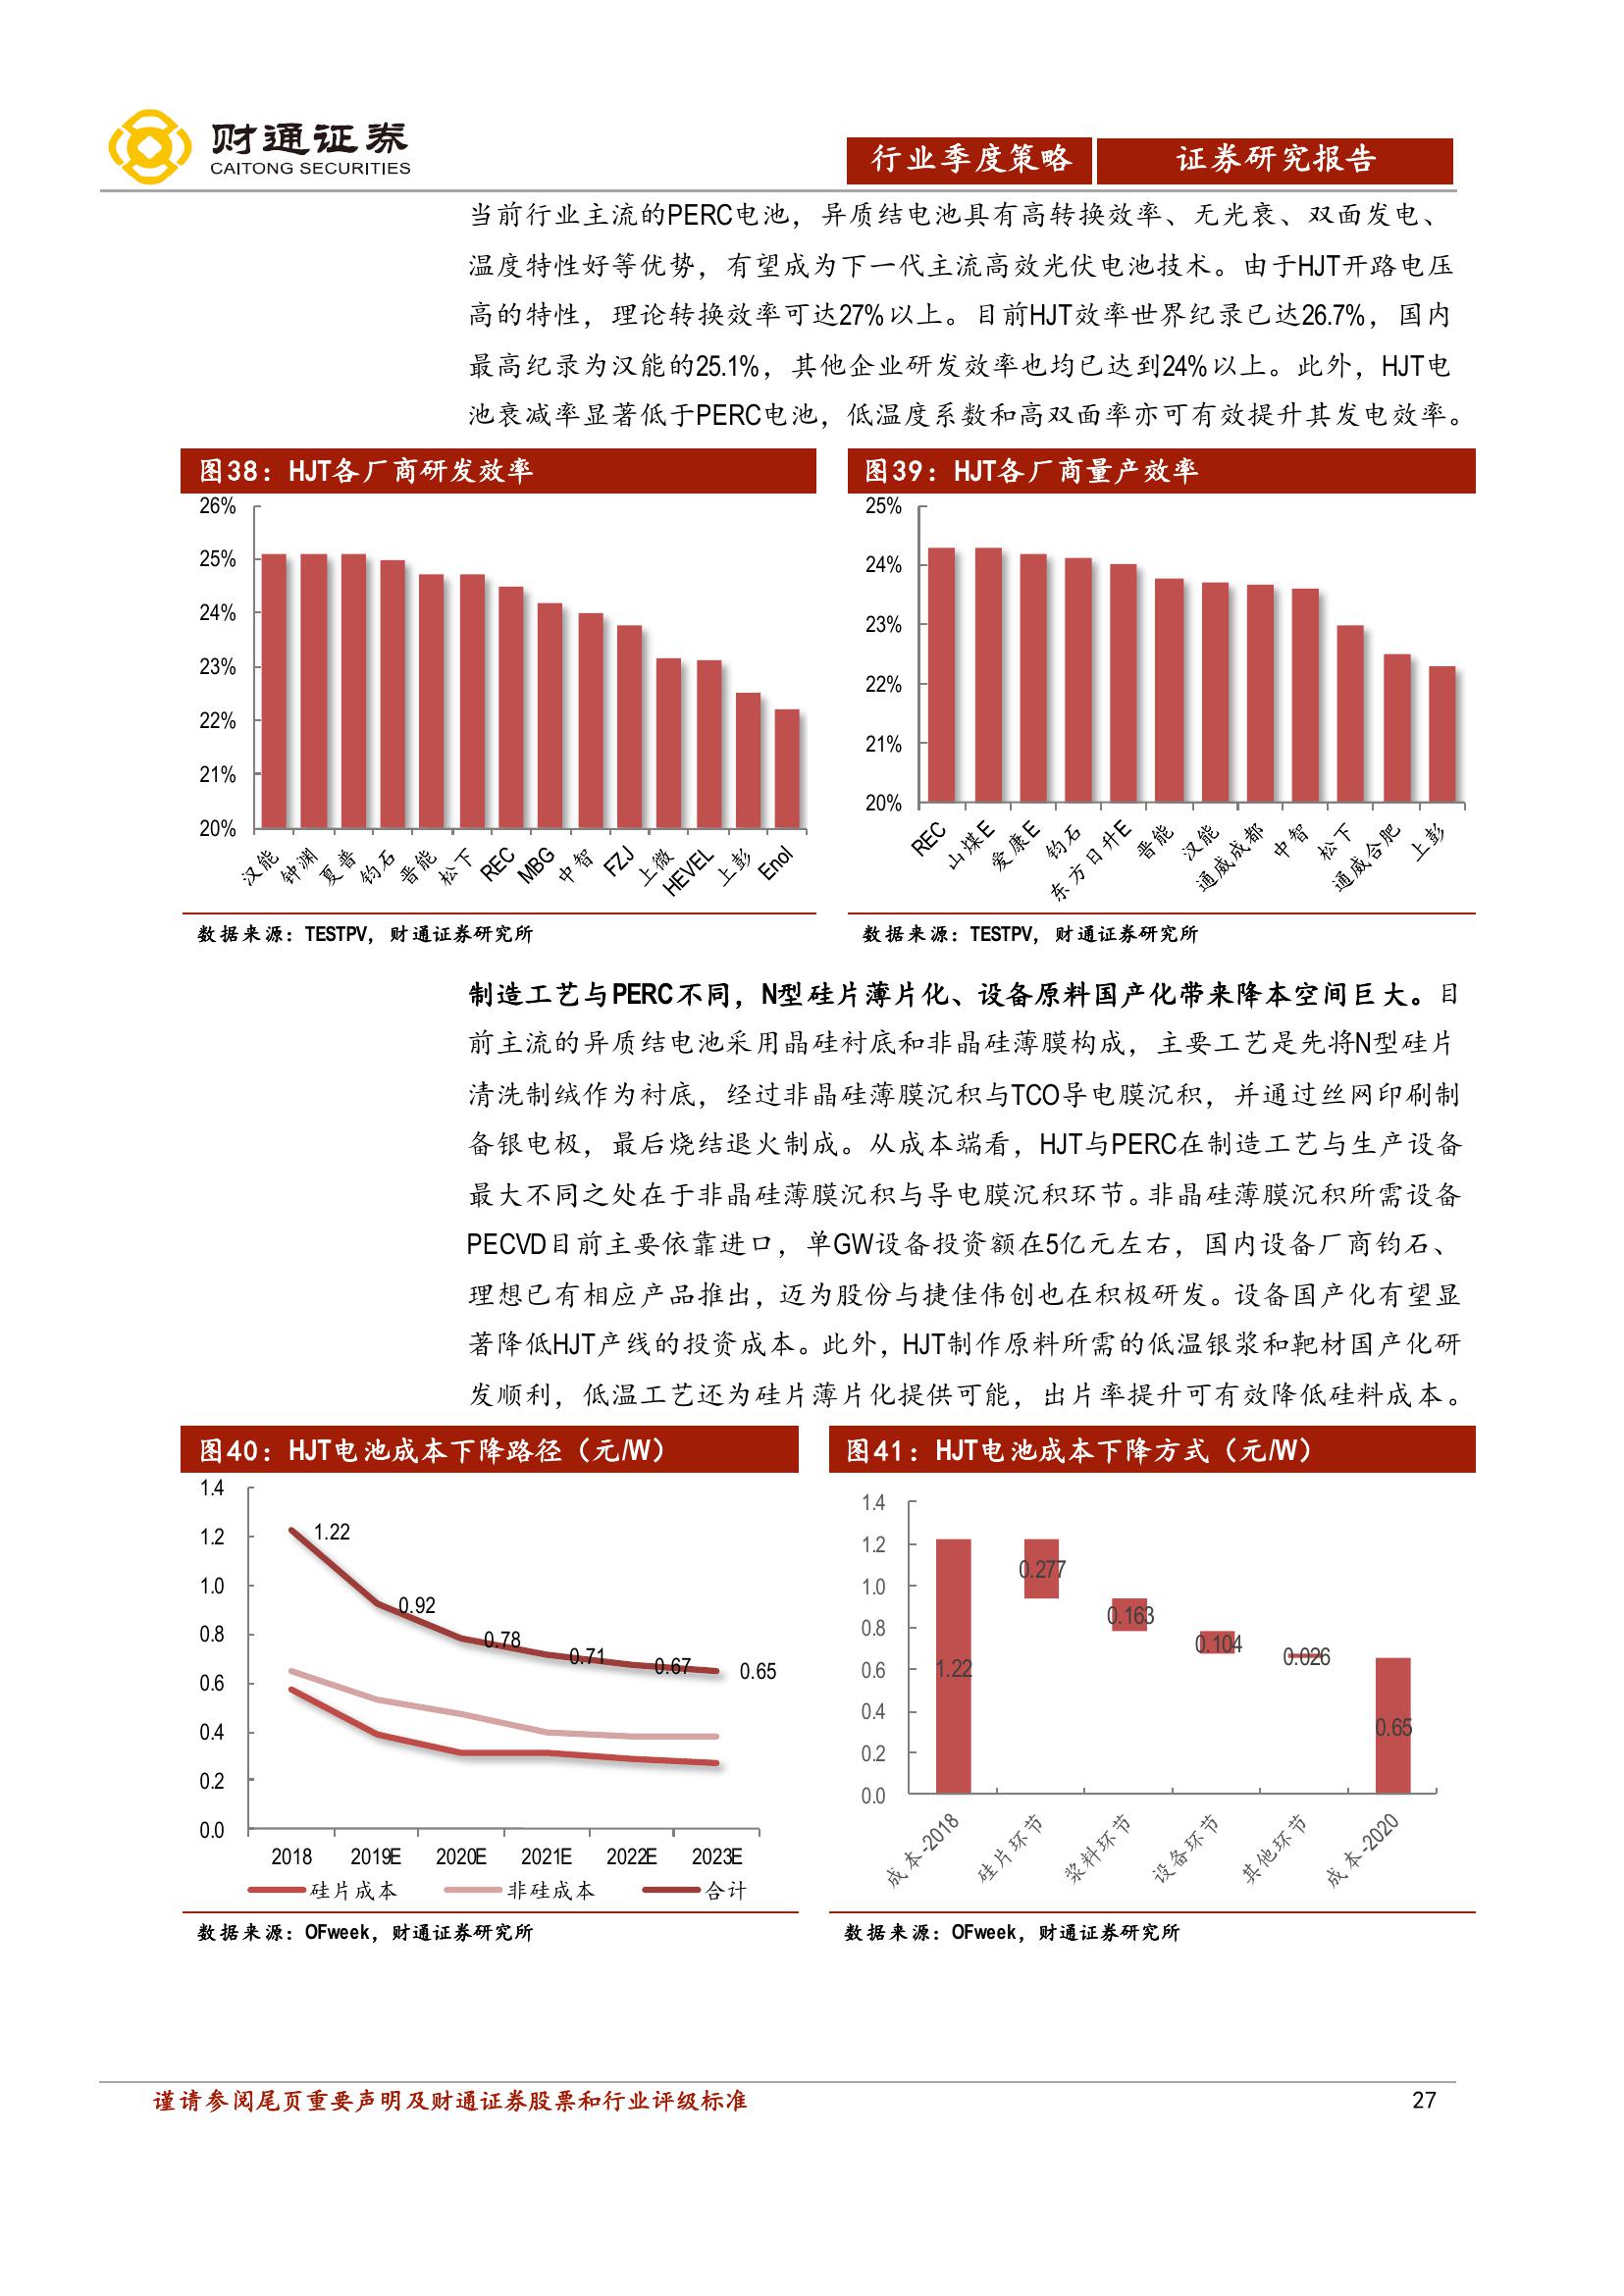 财通证券
CAITONG SECURITIES
行业季度策略
证券研究报告
当前行业主流的PERC电池，异质结电池具有高转换效率、无光衰、双面发电、
温度特性好等优势，有望成为下一代主流高效光伏电池技术。由于HJT开路电压
高的特性，理论转换效率可达27%以上。目前HJT效率世界纪录已达26.7%，国内
最高纪录为汉能的25.1%，其他企业研发效率也均已达到24%以上。此外，HJT电
池衰减率显著低于PERC电池，低温度系数和高双面率亦可有效提升其发电效率。
图38：HJT各厂商研发效率
26%
25%
24%
23%
22%
21%
20%
汉能
钟渊
夏普
钧石
晋能
松下
REC
MBG
中智
FZJ
上微
HEVEL
上彭
Enol
数据来源：TESTPV，财通证券研究所
图39：HJT各厂商量产效率
25%
24%
23%
22%
21%
20%
REC
山煤E
爱康E
钧石
东方日升E
晋能
汉能
通威成都
中智
松下
通威合肥
上彭
数据来源：TESTPV，财通证券研究所
制造工艺与PERC不同，N型硅片薄片化、设备原料国产化带来降本空间巨大。目
前主流的异质结电池采用晶硅衬底和非晶硅薄膜构成，主要工艺是先将N型硅片
清洗制绒作为衬底，经过非晶硅薄膜沉积与TCO导电膜沉积，并通过丝网印刷制
备银电极，最后烧结退火制成。从成本端看，HJT与PERC在制造工艺与生产设备
最大不同之处在于非晶硅薄膜沉积与导电膜沉积环节。非晶硅薄膜沉积所需设备
PECVD目前主要依靠进口，单GW设备投资额在5亿元左右，国内设备厂商钧石、
理想已有相应产品推出，迈为股份与捷佳伟创也在积极研发。设备国产化有望显
著降低HJT产线的投资成本。此外，HJT制作原料所需的低温银浆和靶材国产化研
发顺利，低温工艺还为硅片薄片化提供可能，出片率提升可有效降低硅料成本。
图40：HJT电池成本下降路径（元/W）
1.4
1.2
1.0
0.8
0.6
0.4
0.2
0.0
1.22
0.92
0.78
0.71
0.67
0.65
2018
2019E
2020E
2021E
2022E
2023E
硅片成本
非硅成本
合计
数据来源：OFweek，财通证券研究所
图41：HJT电池成本下降方式（元/W）
1.4
1.2
1.0
0.8
0.6
0.4
0.2
0.0
1.22
0.277
0.163
0.104
0.026
0.65
成本-2018
硅片环节
浆料环节
设备环节
其他环节
成本-2020
数据来源：OFweek，财通证券研究所
谨请参阅尾页重要声明及财通证券股票和行业评级标准
27